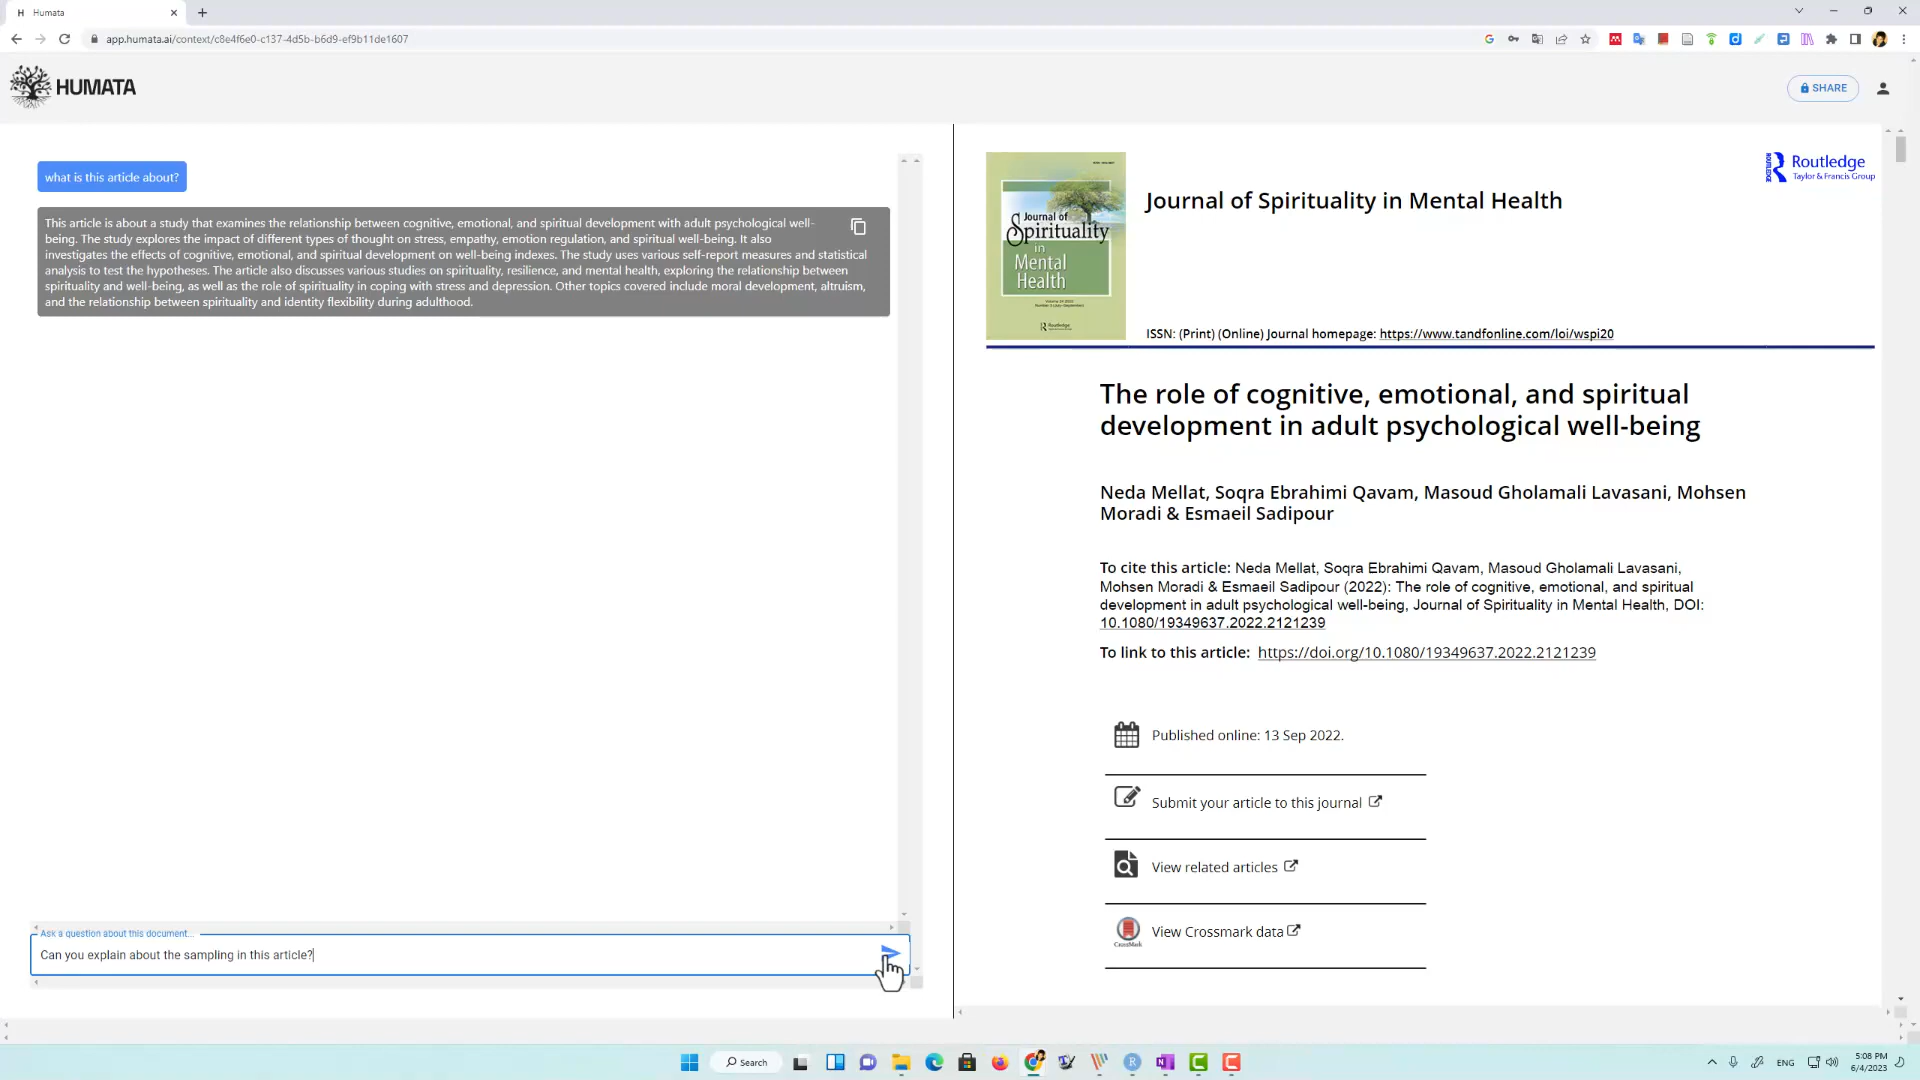 Humata
app.humata.ai/context/c8e4f6e0-c137-4d5b-b6d9-ef9b11de1607
HUMATA
SHARE
what is this article about?
This article is about a study that examines the relationship between cognitive, emotional, and spiritual development with adult psychological well-
being. The study explores the impact of different types of thought on stress, empathy, emotion regulation, and spiritual well-being. It also
investigates the effects of cognitive, emotional, and spiritual development on well-being indexes. The study uses various self-report measures and statistical
analysis to test the hypotheses. The article also discusses various studies on spirituality, resilience, and mental health, exploring the relationship between
spirituality and well-being, as well as the role of spirituality in coping with stress and depression. Other topics covered include moral development, altruism,
and the relationship between spirituality and identity flexibility during adulthood.
Ask a question about this document...
Can you explain about the sampling in this article?
Journal of
Spirituality
in
Mental
Health
Routledge
Journal of Spirituality in Mental Health
ROUTLEDGE
Routledge
Taylor & Francis Group
ISSN: (Print) (Online) Journal homepage: https://www.tandfonline.com/loi/wspi20
The role of cognitive, emotional, and spiritual
development in adult psychological well-being
Neda Mellat, Soqra Ebrahimi Qavam, Masoud Gholamali Lavasani, Mohsen
Moradi & Esmaeil Sadipour
To cite this article: Neda Mellat, Soqra Ebrahimi Qavam, Masoud Gholamali Lavasani,
Mohsen Moradi & Esmaeil Sadipour (2022): The role of cognitive, emotional, and spiritual
development in adult psychological well-being, Journal of Spirituality in Mental Health, DOI:
10.1080/19349637.2022.2121239
To link to this article: https://doi.org/10.1080/19349637.2022.2121239
Published online: 13 Sep 2022.
Submit your article to this journal
View related articles
CrossMark
View Crossmark data
Search
ENG
5:08 PM
6/4/2023